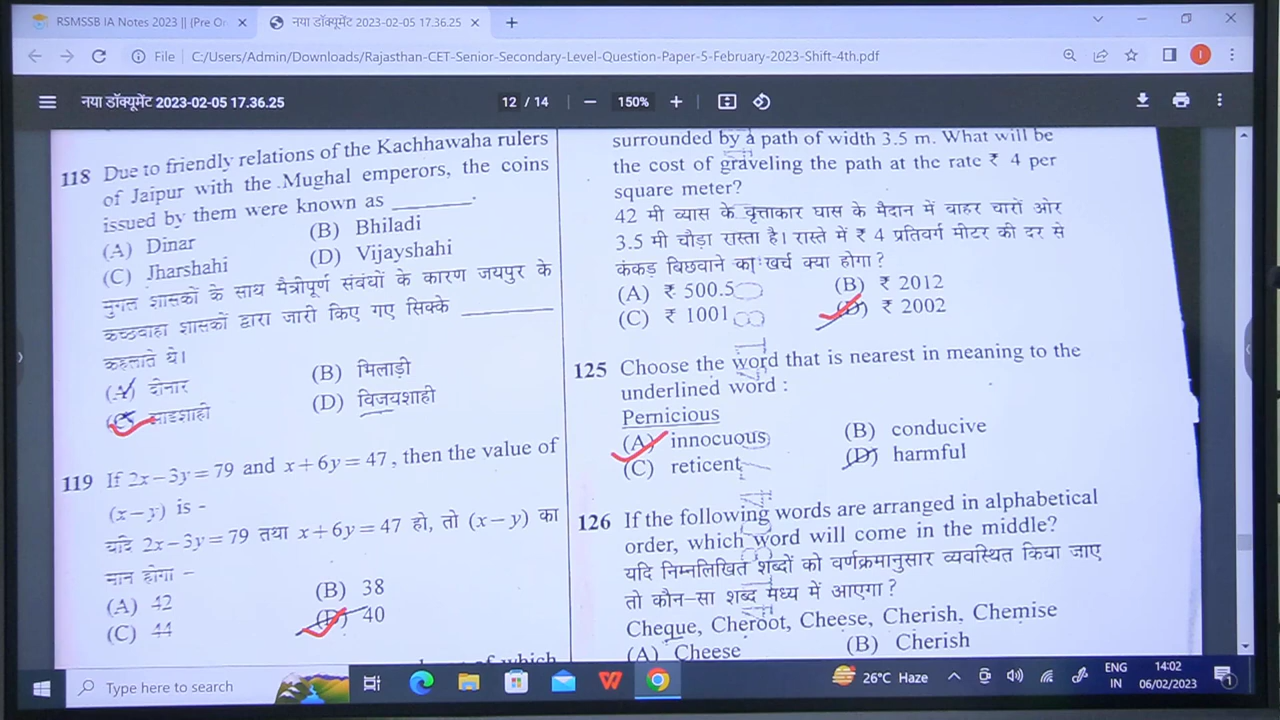 RSMSSB IA Notes 2023 || (Pre Or
नया डॉक्यूमेंट 2023-02-05 17.36.25
File C:/Users/Admin/Downloads/Rajasthan-CET-Senior-Secondary-Level-Question-Paper-5-February-2023-Shift-4th.pdf
नया डॉक्यूमेंट 2023-02-05 17.36.25
12 / 14
150%
118 Due to friendly relations of the Kachhawaha rulers
of Jaipur with the Mughal emperors, the coins
issued by them were known as ________.
(A) Dinar (B) Bhiladi
(C) Jharshahi (D) Vijayshahi
मुगल शासकों के साथ मैत्रीपूर्ण संबंधों के कारण जयपुर के
कच्छवाहा शासकों द्वारा जारी किए गए सिक्के ________
कहलाते थे।
(A) दीनार (B) भिलाड़ी
(C) झाड़शाही (D) विजयशाही
119 If 2x-3y=79 and x+6y=47, then the value of
(x-y) is -
यदि 2x-3y=79 तथा x+6y=47 हो, तो (x-y) का
मान होगा -
(A) 42 (B) 38
(C) 44 (D) 40
of which
surrounded by a path of width 3.5 m. What will be
the cost of graveling the path at the rate ₹ 4 per
square meter?
42 मी व्यास के वृत्ताकार घास के मैदान में बाहर चारों ओर
3.5 मी चौड़ा रास्ता है। रास्ते में ₹ 4 प्रतिवर्ग मीटर की दर से
कंकड़ बिछवाने का खर्च क्या होगा?
(A) ₹ 500.5 (B) ₹ 2012
(C) ₹ 1001 (D) ₹ 2002
125 Choose the word that is nearest in meaning to the
underlined word :
Pernicious
(A) innocuous (B) conducive
(C) reticent (D) harmful
126 If the following words are arranged in alphabetical
order, which word will come in the middle?
यदि निम्नलिखित शब्दों को वर्णक्रमानुसार व्यवस्थित किया जाए
तो कौन-सा शब्द मध्य में आएगा?
Cheque, Cheroot, Cheese, Cherish, Chemise
(A) Cheese (B) Cherish
Type here to search
26°C Haze
ENG
IN
14:02
06/02/2023